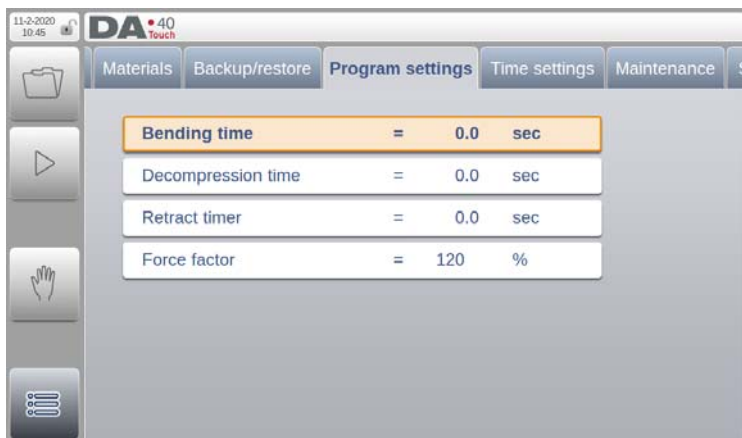 11-2-2020
10:45
DA 40
Touch
Materials Backup/restore Program settings Time settings Maintenance
Bending time = 0.0 sec
Decompression time = 0.0 sec
Retract timer = 0.0 sec
Force factor = 120 %